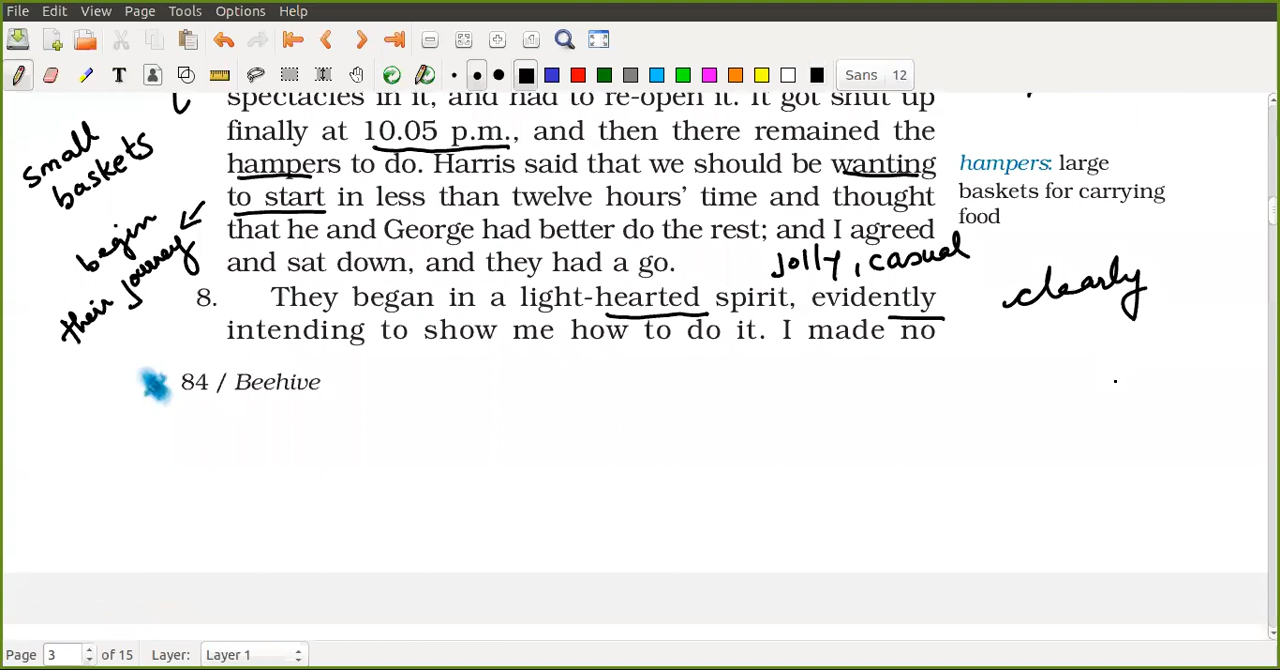 File Edit View Page Tools Options Help
Sans 12
spectacles in it, and had to re-open it. It got shut up
finally at 10.05 p.m., and then there remained the
hampers to do. Harris said that we should be wanting
to start in less than twelve hours’ time and thought
that he and George had better do the rest; and I agreed
and sat down, and they had a go.
8. They began in a light-hearted spirit, evidently
intending to show me how to do it. I made no
84 / Beehive
hampers: large
baskets for carrying
food
small
baskets
begin
their journey
Jolly, casual
clearly
Page 3 of 15 Layer: Layer 1